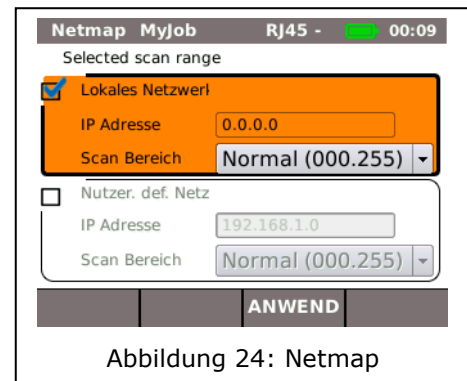 Netmap MyJob RJ45 - 00:09
Selected scan range
Lokales Netzwerk
IP Adresse 0.0.0.0
Scan Bereich Normal (000.255)
Nutzer. def. Netz
IP Adresse 192.168.1.0
Scan Bereich Normal (000.255)
ANWEND
Abbildung 24: Netmap